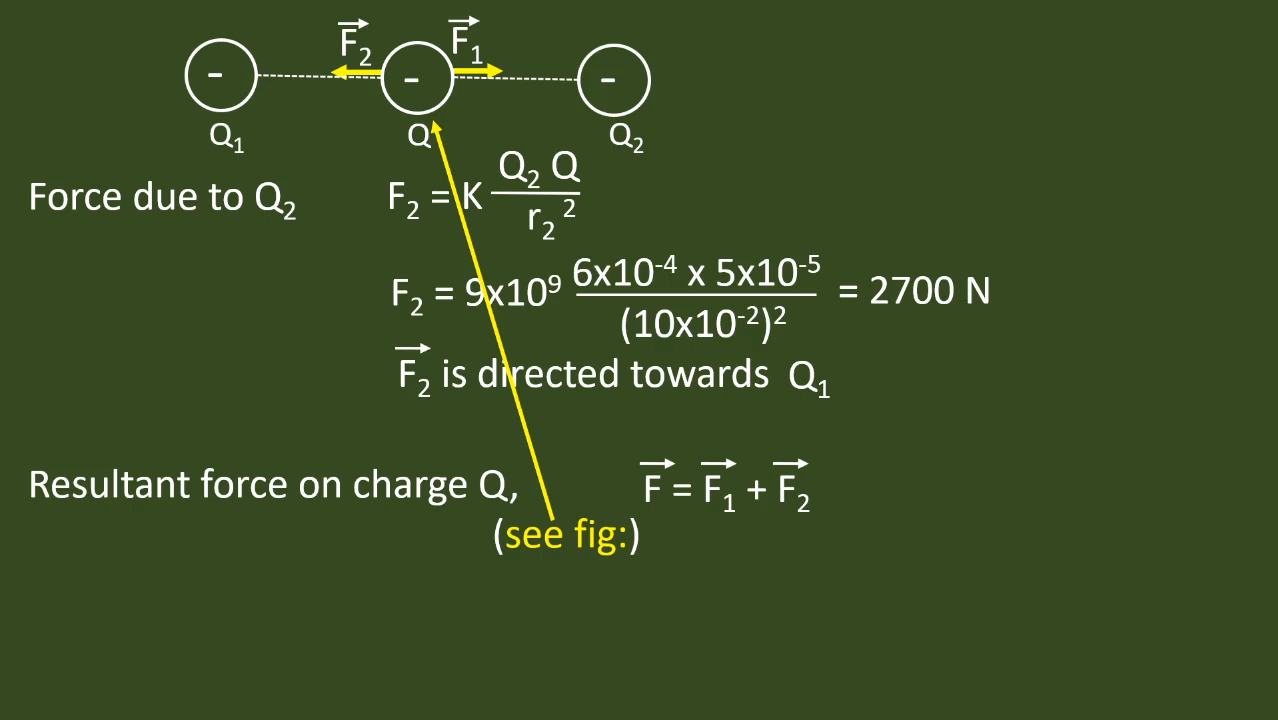 F₂ F₁
- - -
Q₁ Q Q₂
Force due to Q₂ F₂ = K Q₂ Q / r₂²
F₂ = 9x10⁹ 6x10⁻⁴ x 5x10⁻⁵ / (10x10⁻²)² = 2700 N
F₂ is directed towards Q₁
Resultant force on charge Q, F = F₁ + F₂
(see fig:)